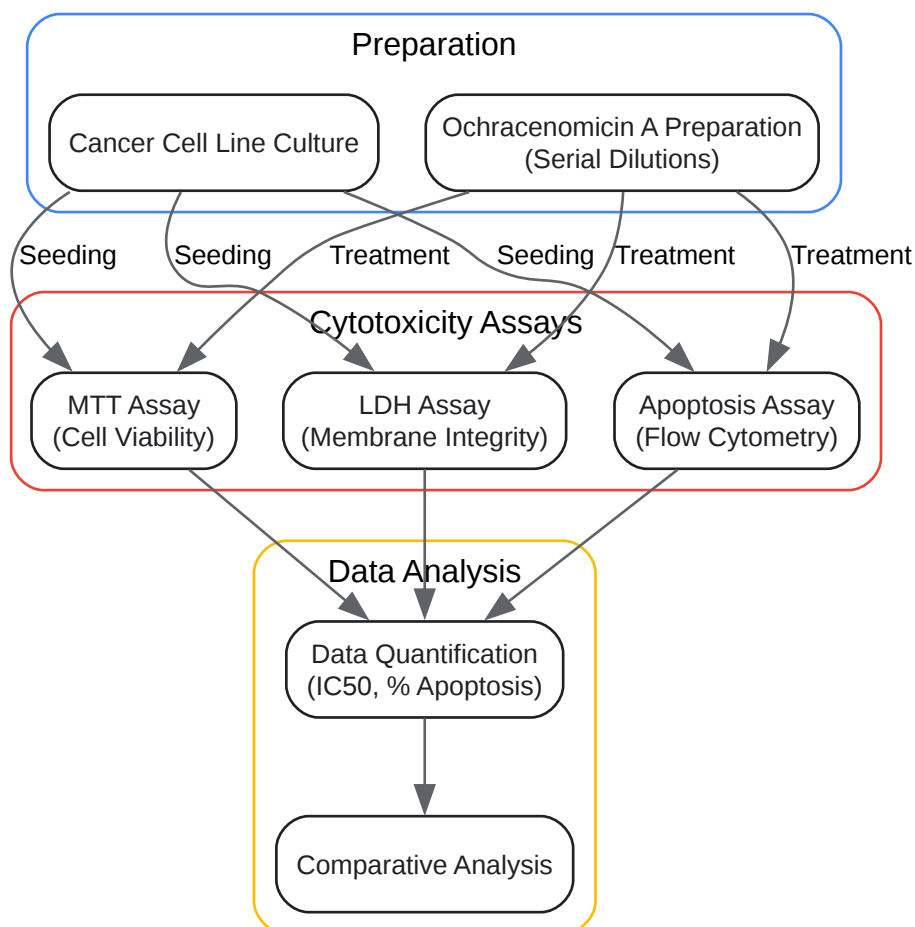 Preparation
Cancer Cell Line Culture
Ochracenomicin A Preparation
(Serial Dilutions)
Seeding
Seeding
Treatment
Seeding
Treatment
Treatment
Cytotoxicity Assays
MTT Assay
(Cell Viability)
LDH Assay
(Membrane Integrity)
Apoptosis Assay
(Flow Cytometry)
Data Analysis
Data Quantification
(IC50, % Apoptosis)
Comparative Analysis